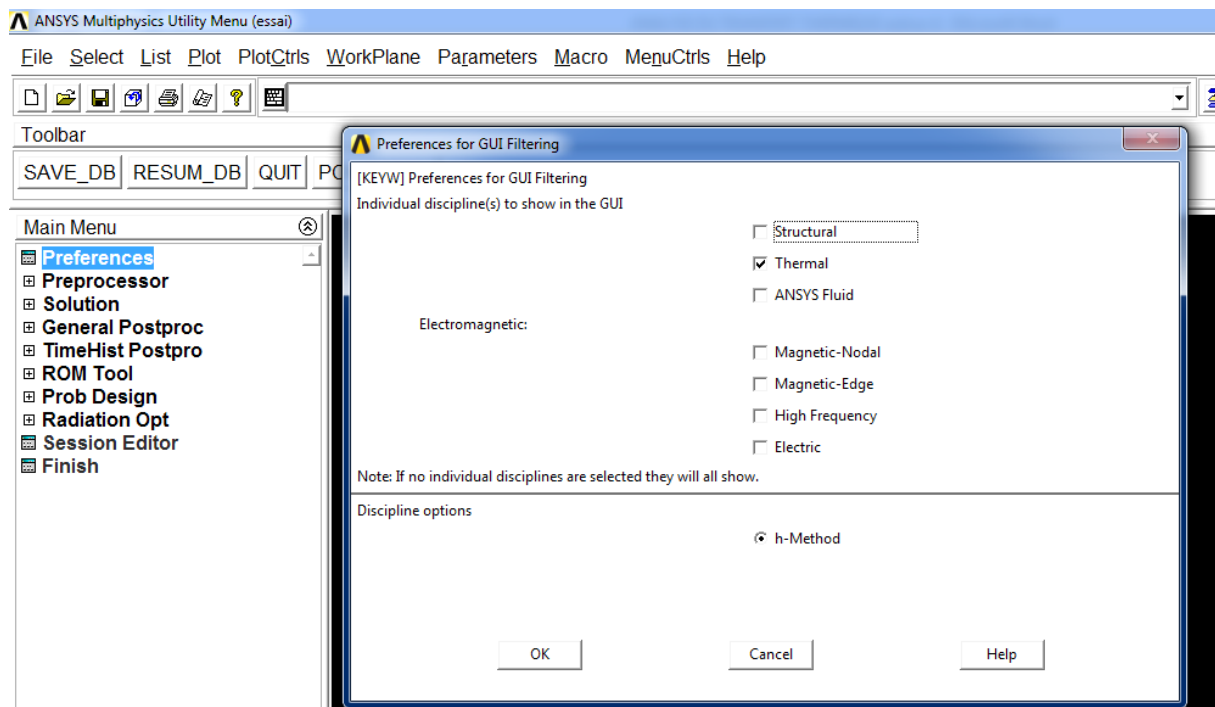 ANSYS Multiphysics Utility Menu (essai)
File Select List Plot PlotCtrls WorkPlane Parameters Macro MenuCtrls Help
Toolbar
SAVE_DB RESUM_DB QUIT
Main Menu
Preferences
Preprocessor
Solution
General Postproc
TimeHist Postpro
ROM Tool
Prob Design
Radiation Opt
Session Editor
Finish
Preferences for GUI Filtering
[KEYW] Preferences for GUI Filtering
Individual discipline(s) to show in the GUI
Structural
Thermal
ANSYS Fluid
Electromagnetic:
Magnetic-Nodal
Magnetic-Edge
High Frequency
Electric
Note: If no individual disciplines are selected they will all show.
Discipline options
h-Method
OK Cancel Help